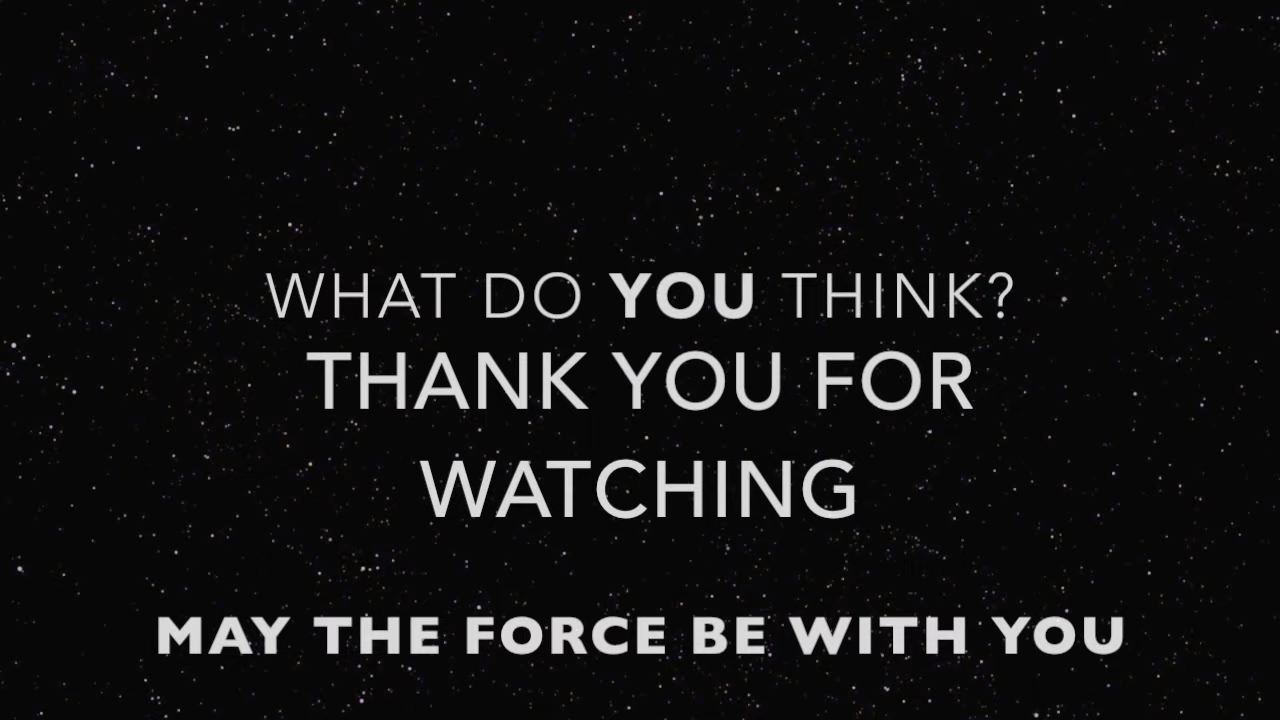 WHAT DO YOU THINK?
THANK YOU FOR
WATCHING
MAY THE FORCE BE WITH YOU